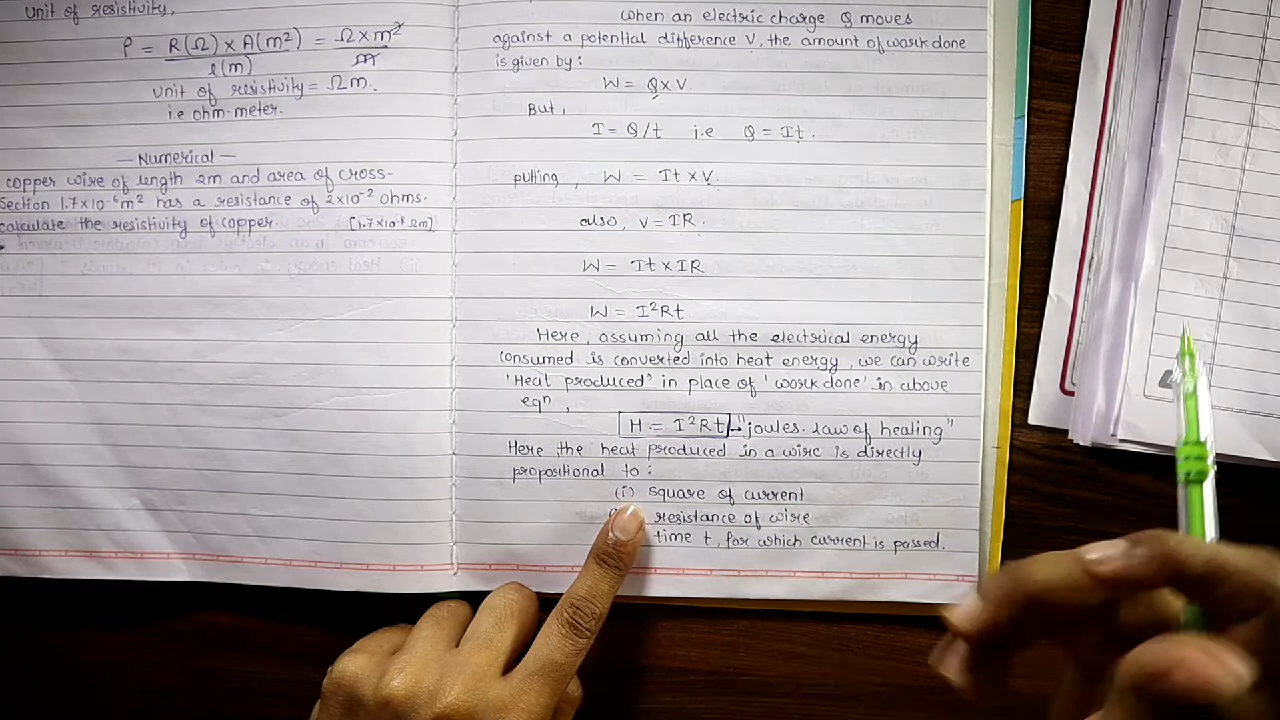 Unit of resistivity,
ρ = R(Ω) × A(m²) / l(m) = Ω × m² / m
Unit of resistivity = Ωm.
i.e ohm-meter.
— Numerical —
copper wire of length 2m and area of cross-
section 1.7×10⁻⁶m² has a resistance of 2×10⁻² ohms.
calculate the resistivity of copper. [1.7×10⁻⁸ Ωm]
When an electric charge Q moves
against a potential difference V, the amount of work done
is given by:
W = Q×V
But,
I = Q/t i.e Q = It.
putting, W = It × V
also, V = IR.
W = It × IR
W = I²Rt
Here, assuming all the electrical energy
consumed is converted into heat energy, we can write
'Heat produced' in place of 'work done' in above
eqn,
H = I²Rt → "joules law of heating"
Here the heat produced in a wire is directly
propositional to:
(i) square of current
resistance of wire
time t, for which current is passed.